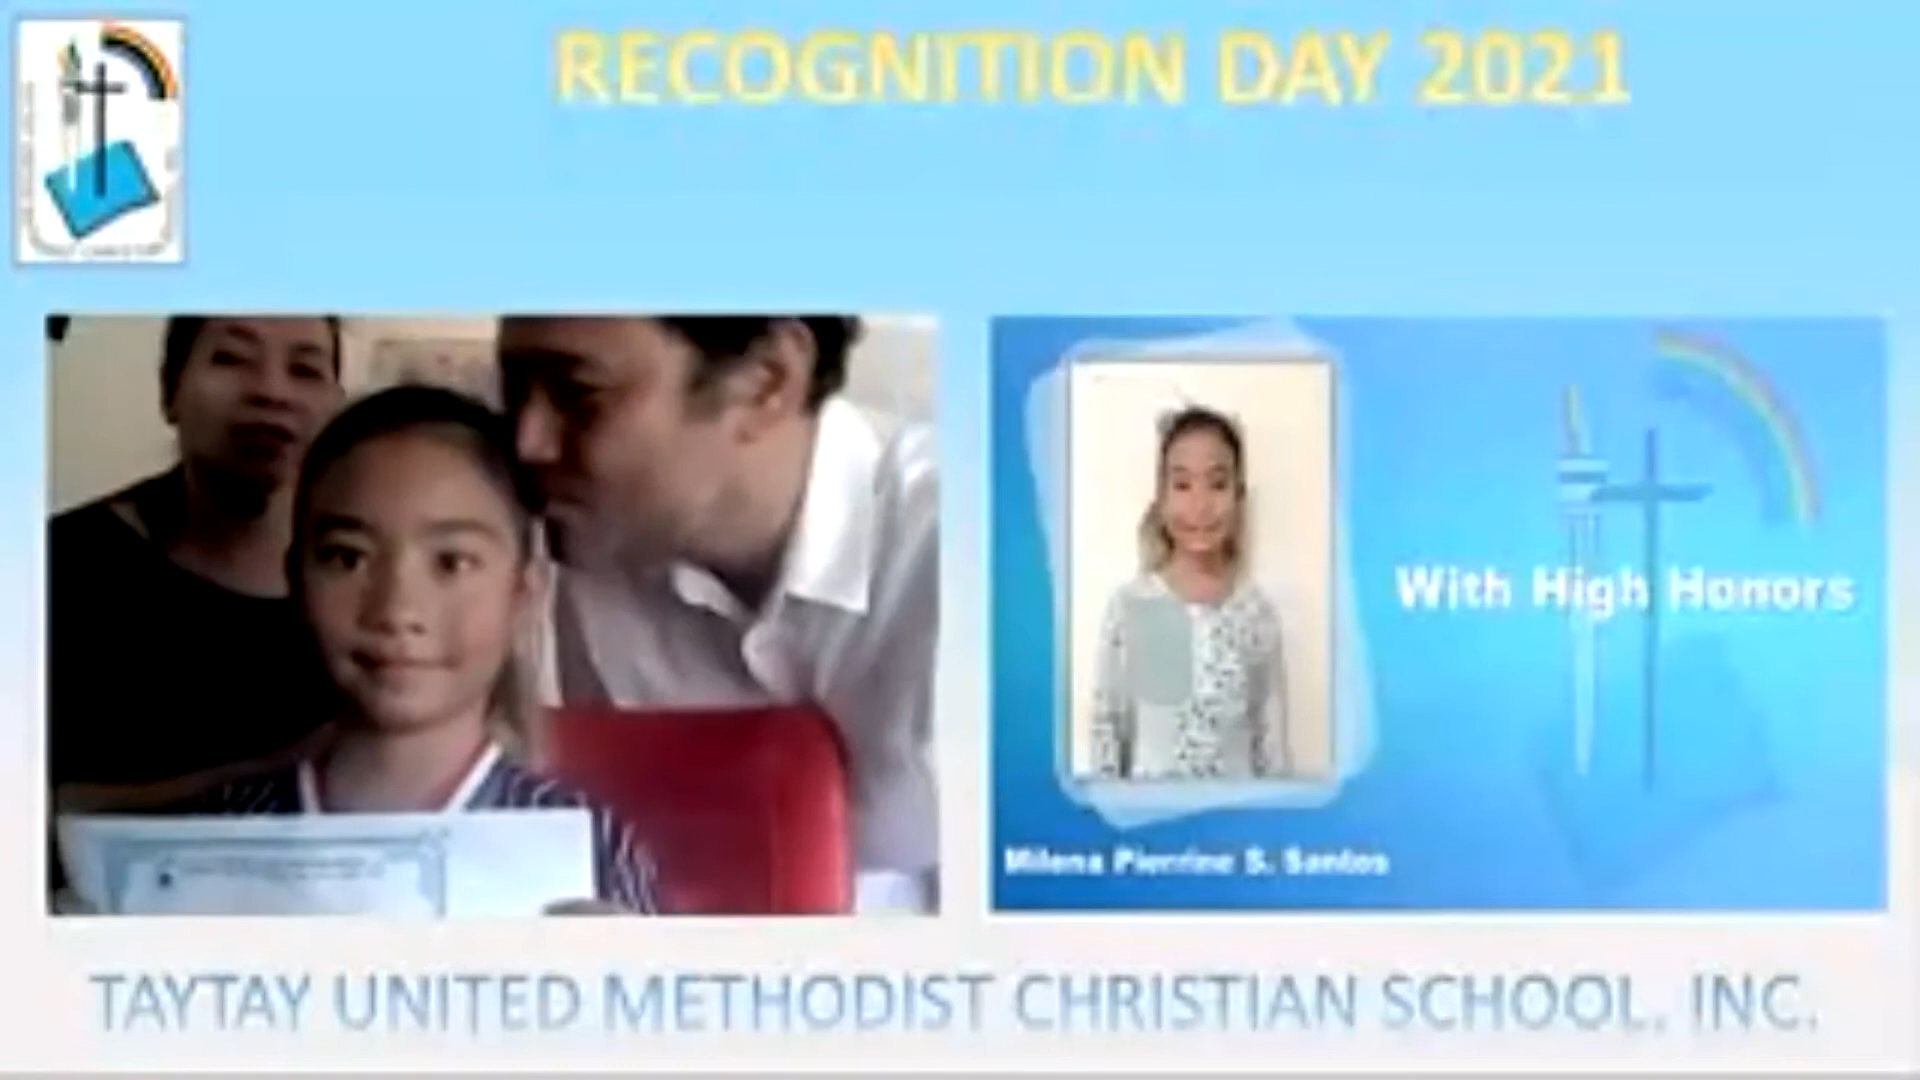 RECOGNITION DAY 2021
With High Honors
Milena Pierrine S. Santos
TAYTAY UNITED METHODIST CHRISTIAN SCHOOL, INC.